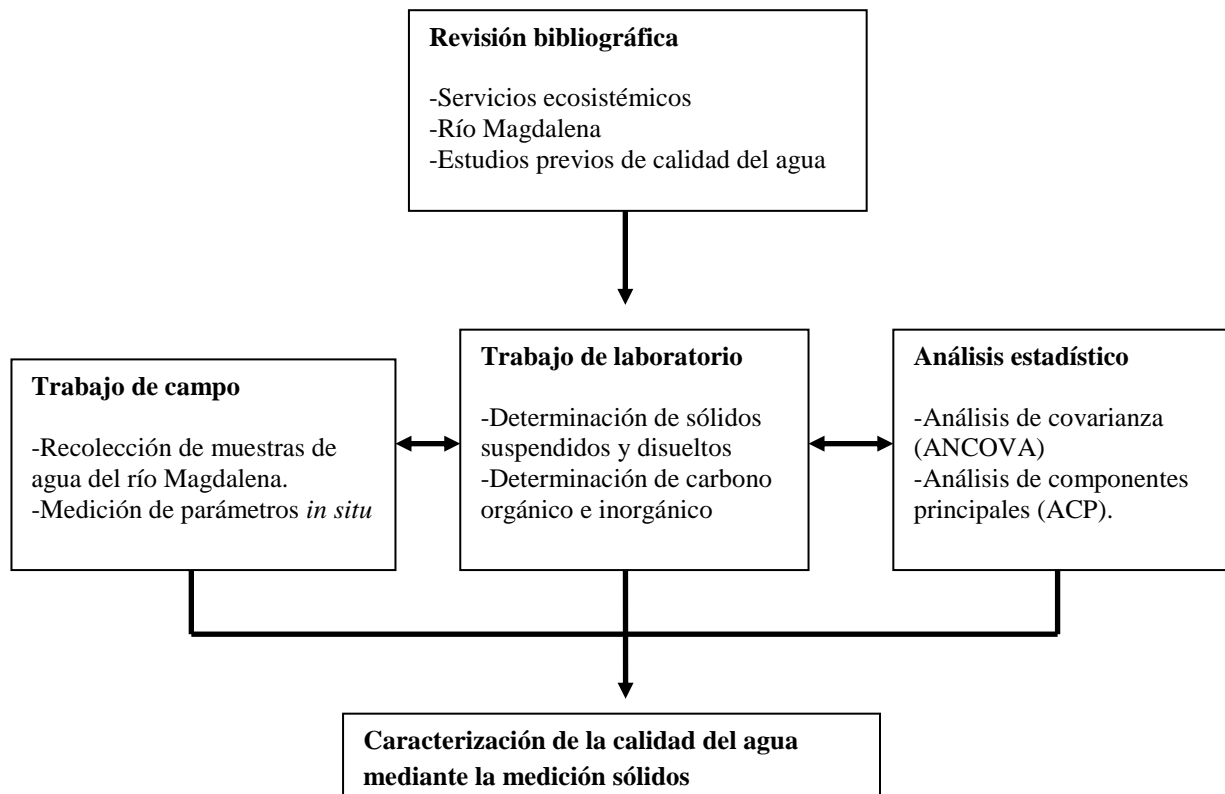 Revisión bibliográfica
-Servicios ecosistémicos
-Río Magdalena
-Estudios previos de calidad del agua
Trabajo de campo
-Recolección de muestras de
agua del río Magdalena.
-Medición de parámetros in situ
Trabajo de laboratorio
-Determinación de sólidos
suspendidos y disueltos
-Determinación de carbono
orgánico e inorgánico
Análisis estadístico
-Análisis de covarianza
(ANCOVA)
-Análisis de componentes
principales (ACP).
Caracterización de la calidad del agua
mediante la medición sólidos